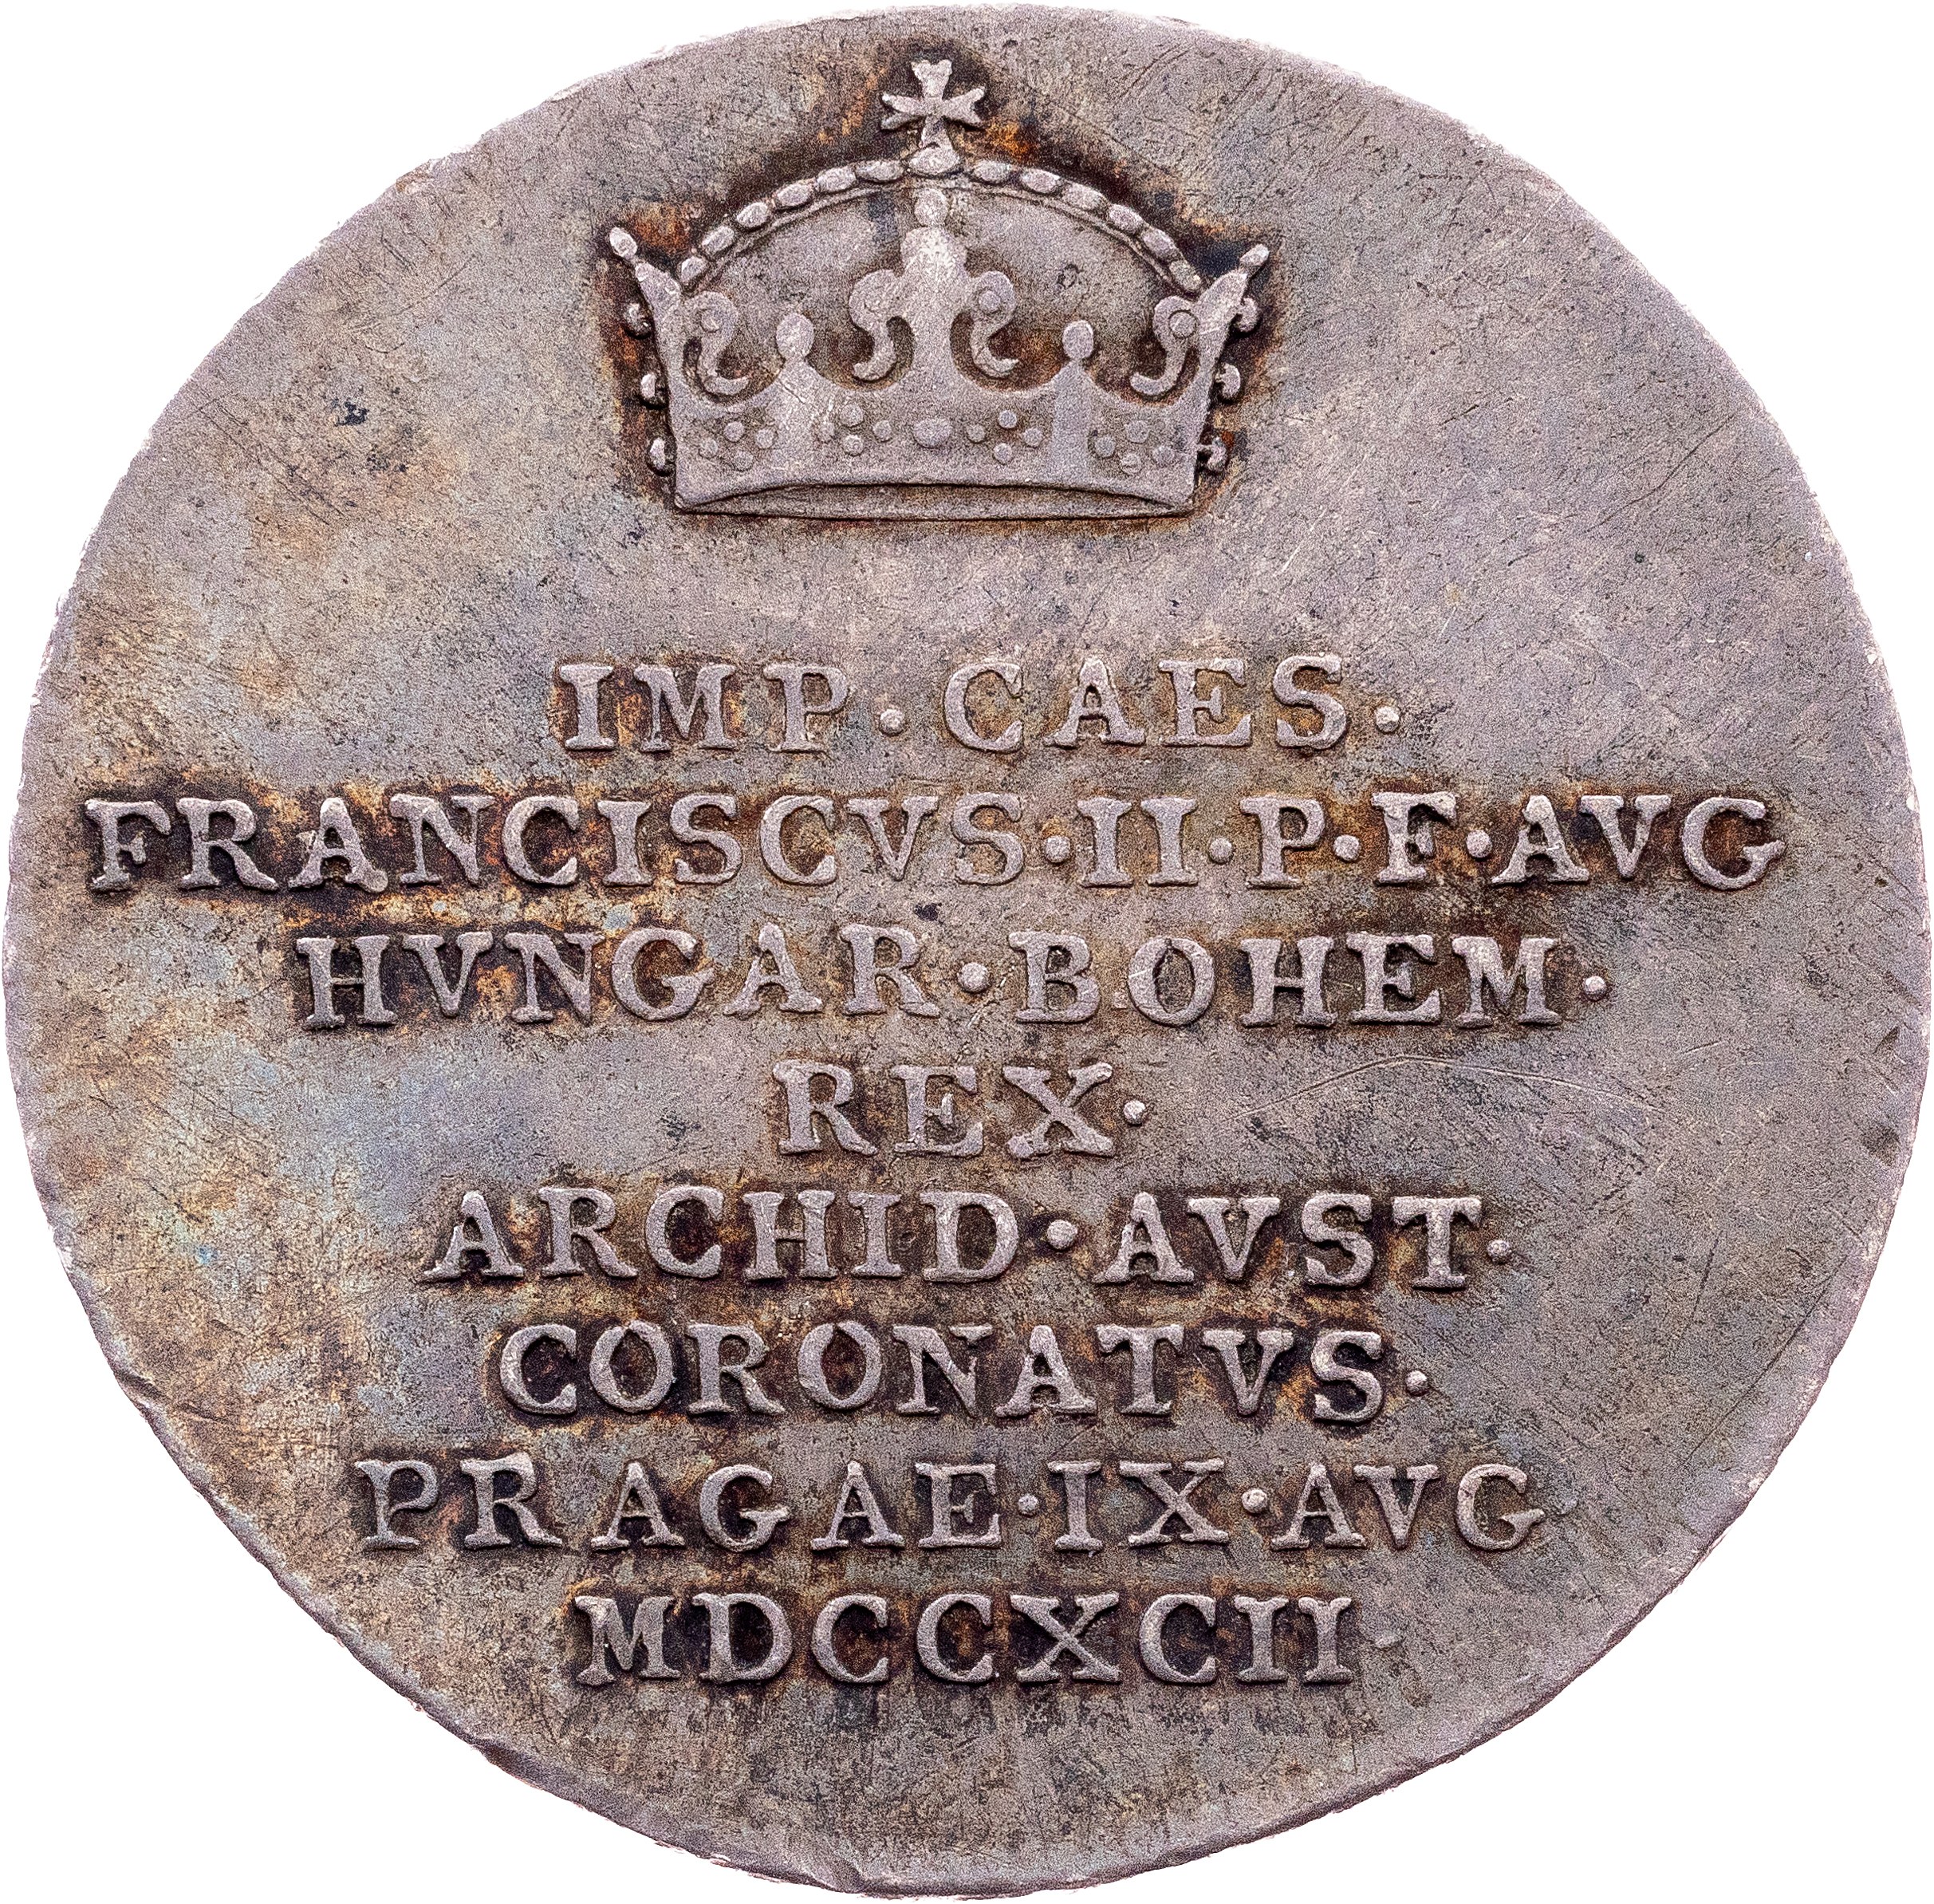 IMP · CAES ·
FRANCISCVS · II · P · F · AVG
HVNGAR · BOHEM ·
REX ·
ARCHID · AVST ·
CORONATVS ·
PRAGAE · IX · AVG
MDCCXCII ·